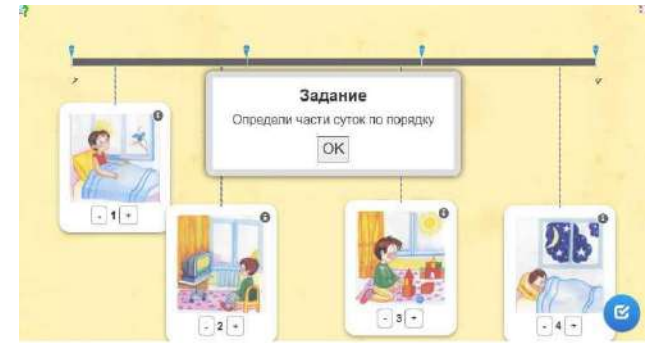 Задание
Определи части суток по порядку
OK
- 1 +
- 2 +
- 3 +
- 4 +